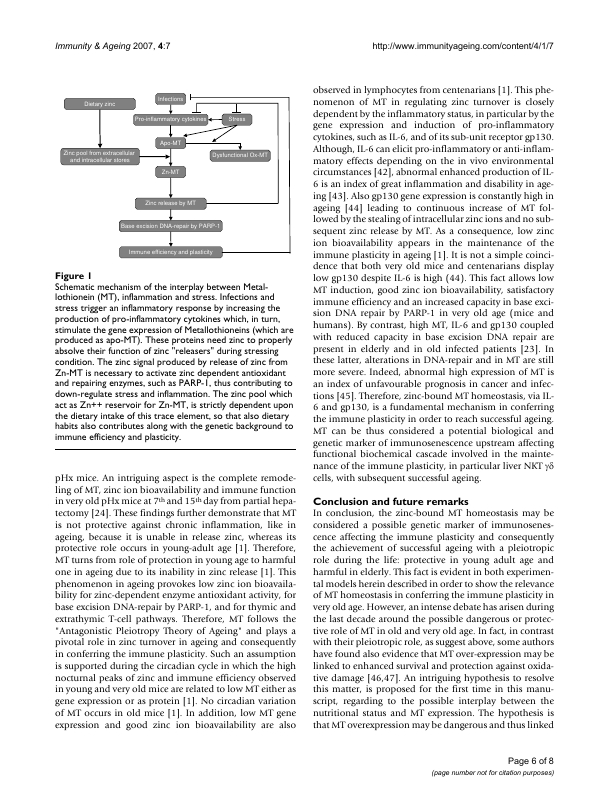 Immunity & Ageing 2007, 4:7
http://www.immunityageing.com/content/4/1/7
Dietary zinc
Infections
Pro-inflammatory cytokines
Stress
Apo-MT
Zinc pool from extracellular
and intracellular stores
Dysfunctional Ox-MT
Zn-MT
Zinc release by MT
Base excision DNA-repair by PARP-1
Immune efficiency and plasticity
Figure 1
Schematic mechanism of the interplay between Metal-
lothionein (MT), inflammation and stress. Infections and
stress trigger an inflammatory response by increasing the
production of pro-inflammatory cytokines which, in turn,
stimulate the gene expression of Metallothioneins (which are
produced as apo-MT). These proteins need zinc to properly
absolve their function of zinc "releasers" during stressing
condition. The zinc signal produced by release of zinc from
Zn-MT is necessary to activate zinc dependent antioxidant
and repairing enzymes, such as PARP-1, thus contributing to
down-regulate stress and inflammation. The zinc pool which
act as Zn++ reservoir for Zn-MT, is strictly dependent upon
the dietary intake of this trace element, so that also dietary
habits also contributes along with the genetic background to
immune efficiency and plasticity.
pHx mice. An intriguing aspect is the complete remode-
ling of MT, zinc ion bioavailability and immune function
in very old pHx mice at 7th and 15th day from partial hepa-
tectomy [24]. These findings further demonstrate that MT
is not protective against chronic inflammation, like in
ageing, because it is unable in release zinc, whereas its
protective role occurs in young-adult age [1]. Therefore,
MT turns from role of protection in young age to harmful
one in ageing due to its inability in zinc release [1]. This
phenomenon in ageing provokes low zinc ion bioavaila-
bility for zinc-dependent enzyme antioxidant activity, for
base excision DNA-repair by PARP-1, and for thymic and
extrathymic T-cell pathways. Therefore, MT follows the
"Antagonistic Pleiotropy Theory of Ageing" and plays a
pivotal role in zinc turnover in ageing and consequently
in conferring the immune plasticity. Such an assumption
is supported during the circadian cycle in which the high
nocturnal peaks of zinc and immune efficiency observed
in young and very old mice are related to low MT either as
gene expression or as protein [1]. No circadian variation
of MT occurs in old mice [1]. In addition, low MT gene
expression and good zinc ion bioavailability are also
observed in lymphocytes from centenarians [1]. This phe-
nomenon of MT in regulating zinc turnover is closely
dependent by the inflammatory status, in particular by the
gene expression and induction of pro-inflammatory
cytokines, such as IL-6, and of its sub-unit receptor gp130.
Although, IL-6 can elicit pro-inflammatory or anti-inflam-
matory effects depending on the in vivo environmental
circumstances [42], abnormal enhanced production of IL-
6 is an index of great inflammation and disability in age-
ing [43]. Also gp130 gene expression is constantly high in
ageing [44] leading to continuous increase of MT fol-
lowed by the stealing of intracellular zinc ions and no sub-
sequent zinc release by MT. As a consequence, low zinc
ion bioavailability appears in the maintenance of the
immune plasticity in ageing [1]. It is not a simple coinci-
dence that both very old mice and centenarians display
low gp130 despite IL-6 is high (44). This fact allows low
MT induction, good zinc ion bioavailability, satisfactory
immune efficiency and an increased capacity in base exci-
sion DNA repair by PARP-1 in very old age (mice and
humans). By contrast, high MT, IL-6 and gp130 coupled
with reduced capacity in base excision DNA repair are
present in elderly and in old infected patients [23]. In
these latter, alterations in DNA-repair and in MT are still
more severe. Indeed, abnormal high expression of MT is
an index of unfavourable prognosis in cancer and infec-
tions [45]. Therefore, zinc-bound MT homeostasis, via IL-
6 and gp130, is a fundamental mechanism in conferring
the immune plasticity in order to reach successful ageing.
MT can be thus considered a potential biological and
genetic marker of immunosenescence upstream affecting
functional biochemical cascade involved in the mainte-
nance of the immune plasticity, in particular liver NKT γδ
cells, with subsequent successful ageing.
Conclusion and future remarks
In conclusion, the zinc-bound MT homeostasis may be
considered a possible genetic marker of immunosenes-
cence affecting the immune plasticity and consequently
the achievement of successful ageing with a pleiotropic
role during the life: protective in young adult age and
harmful in elderly. This fact is evident in both experimen-
tal models herein described in order to show the relevance
of MT homeostasis in conferring the immune plasticity in
very old age. However, an intense debate has arisen during
the last decade around the possible dangerous or protec-
tive role of MT in old and very old age. In fact, in contrast
with their pleiotropic role, as suggest above, some authors
have found also evidence that MT over-expression may be
linked to enhanced survival and protection against oxida-
tive damage [46,47]. An intriguing hypothesis to resolve
this matter, is proposed for the first time in this manu-
script, regarding to the possible interplay between the
nutritional status and MT expression. The hypothesis is
that MT overexpression may be dangerous and thus linked
Page 6 of 8
(page number not for citation purposes)